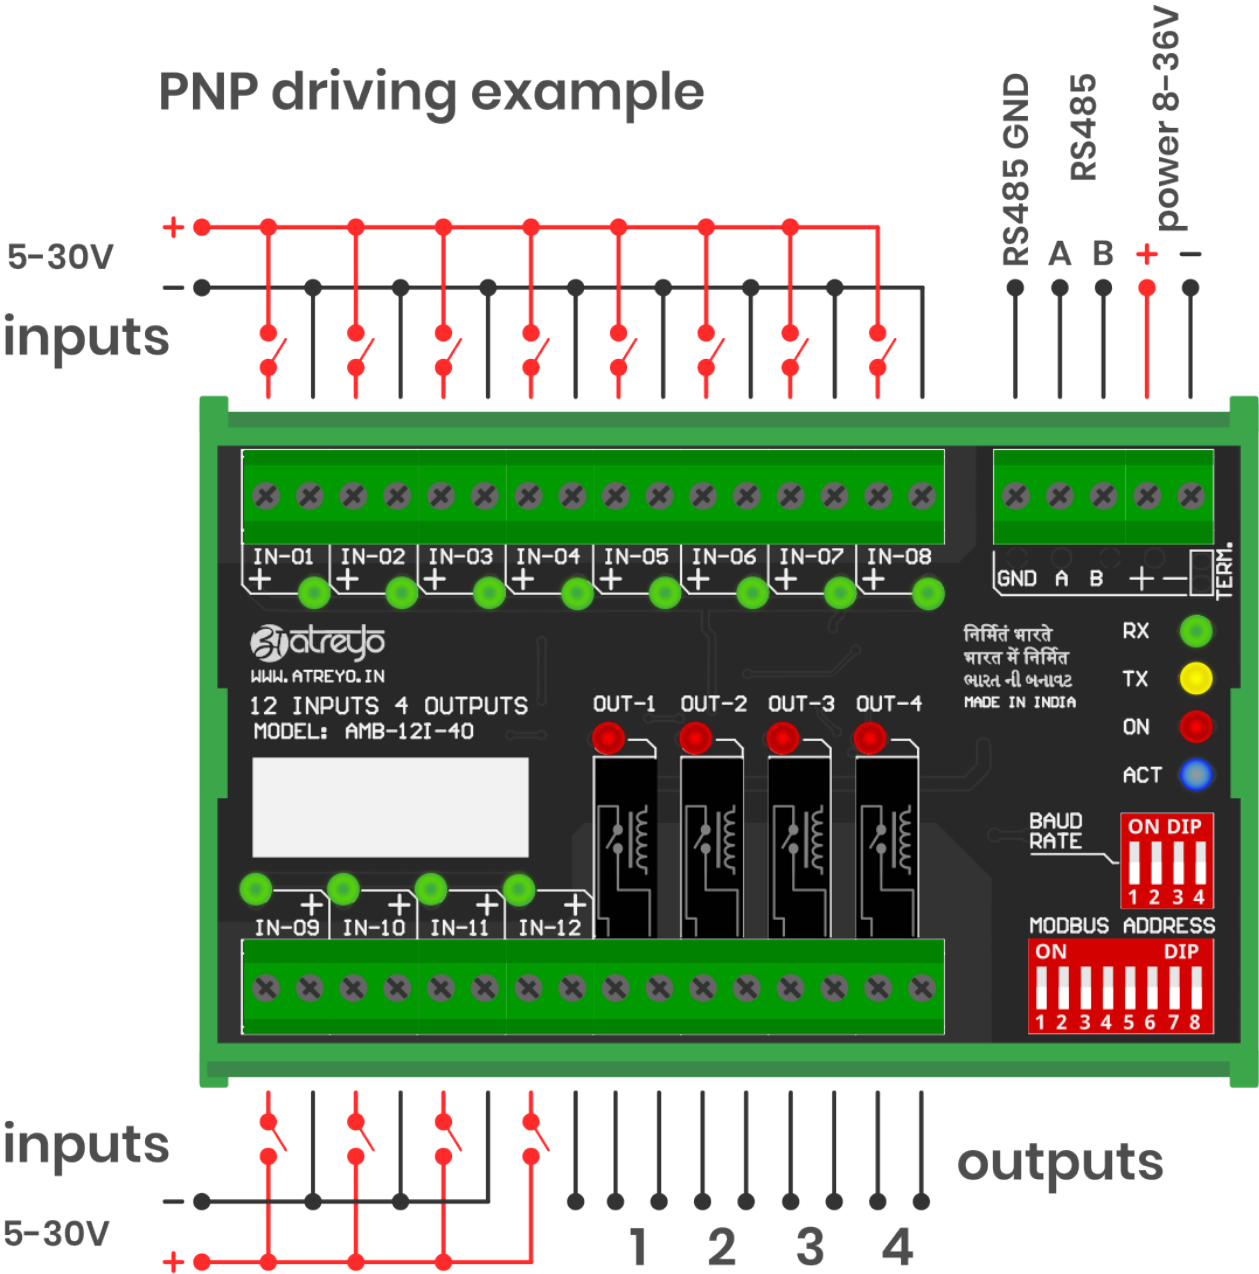 PNP driving example
RS485 GND
RS485
power 8-36V
A B + −
+
5-30V
−
inputs
IN-01 IN-02 IN-03 IN-04 IN-05 IN-06 IN-07 IN-08
+ + + + + + + +
GND A B + −
TERM.
atreyo
WWW.ATREYO.IN
12 INPUTS 4 OUTPUTS
MODEL: AMB-12I-4O
निर्मितं भारते
भारत में निर्मित
ભારત ની બનાવટ
MADE IN INDIA
RX
TX
ON
ACT
OUT-1 OUT-2 OUT-3 OUT-4
BAUD
RATE
ON DIP
1 2 3 4
MODBUS ADDRESS
ON DIP
1 2 3 4 5 6 7 8
+ + + +
IN-09 IN-10 IN-11 IN-12
inputs
−
5-30V
+
outputs
1 2 3 4